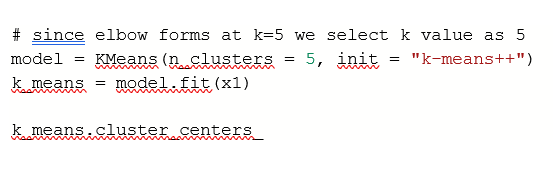 # since elbow forms at k=5 we select k value as 5
model = KMeans(n_clusters = 5, init = "k-means++")
k_means = model.fit(x1)
k_means.cluster_centers_